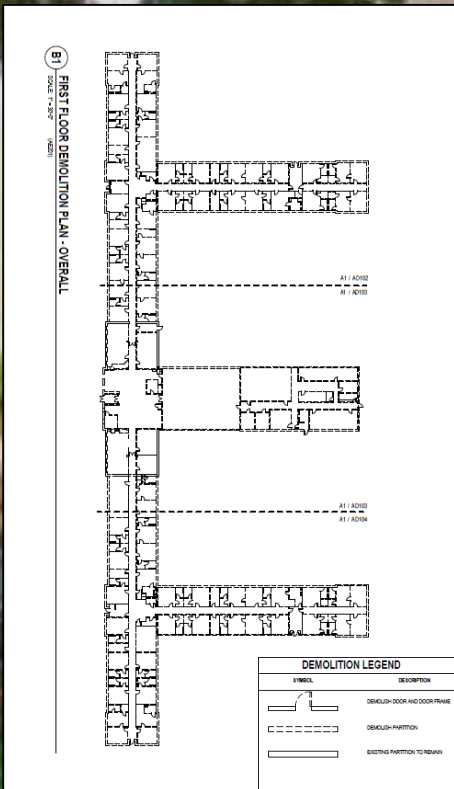 B1
FIRST FLOOR DEMOLITION PLAN - OVERALL
SCALE: 1" = 30'-0"
A1 / AD102
A1 / AD103
A1 / AD103
A1 / AD104
DEMOLITION LEGEND
SYMBOL DESCRIPTION
DEMOLISH DOOR AND DOOR FRAME
DEMOLISH PARTITION
EXISTING PARTITION TO REMAIN